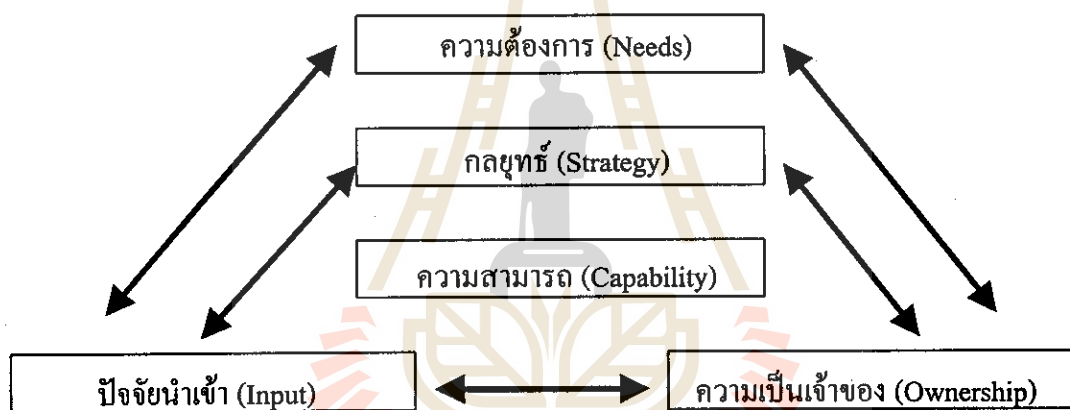 ความต้องการ (Needs)
กลยุทธ์ (Strategy)
ความสามารถ (Capability)
ปัจจัยนำเข้า (Input)
ความเป็นเจ้าของ (Ownership)